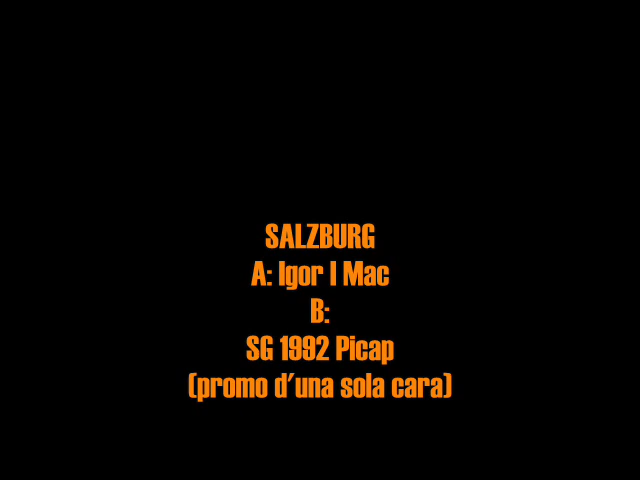 SALZBURG
A: Igor I Mac
B:
SG 1992 Picap
(promo d'una sola cara)